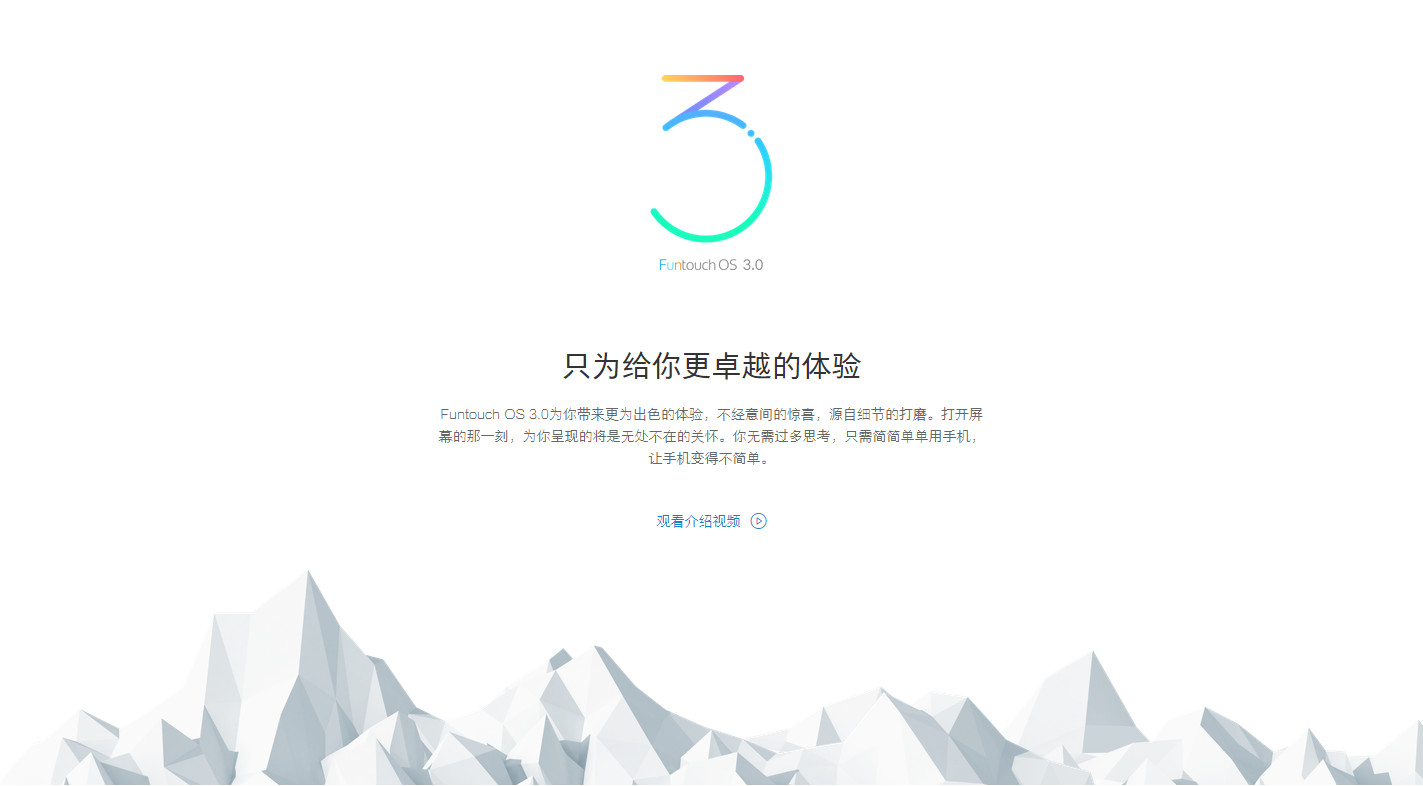 3
Funtouch OS 3.0
只为给你更卓越的体验
Funtouch OS 3.0为你带来更为出色的体验，不经意间的惊喜，源自细节的打磨。打开屏
幕的那一刻，为你呈现的将是无处不在的关怀。你无需过多思考，只需简简单单用手机，
让手机变得不简单。
观看介绍视频